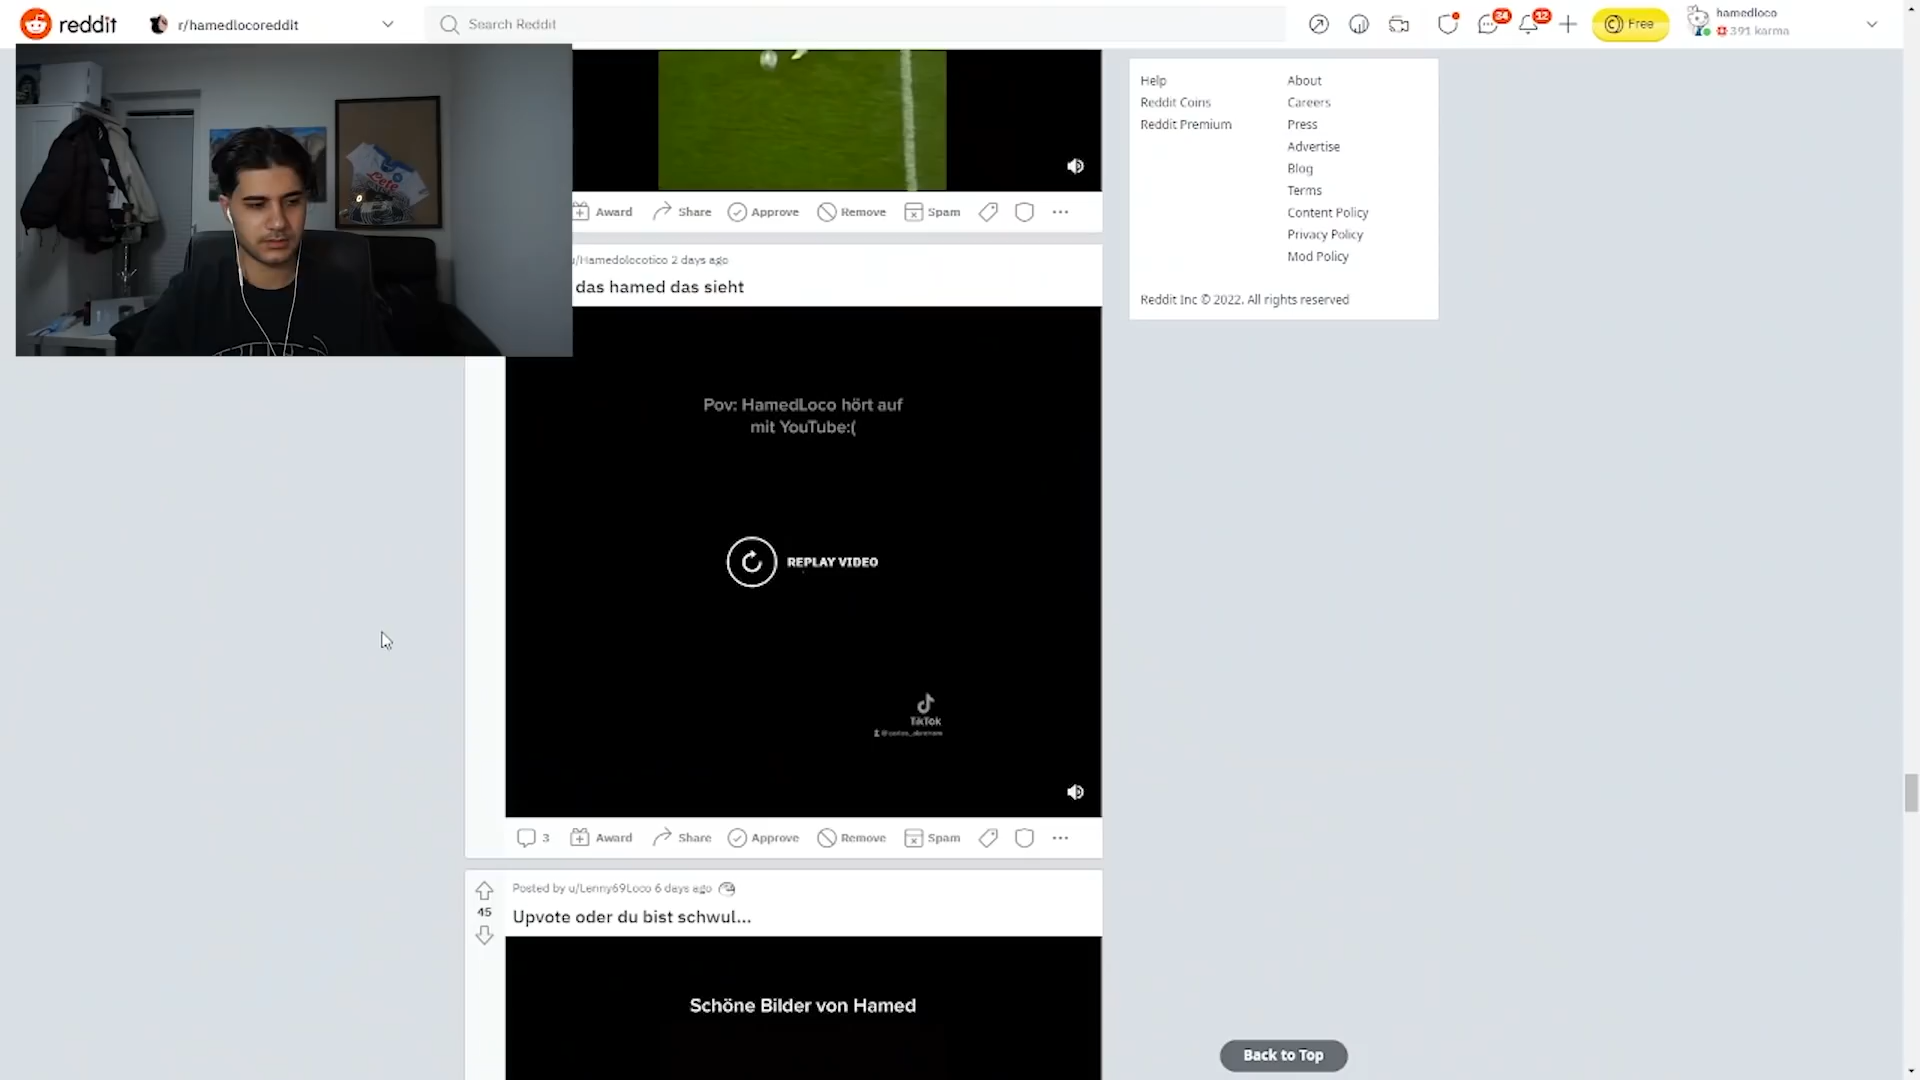 reddit
r/hamedlocoreddit
Search Reddit
24
12
Free
hamedloco
391 karma
Award
Share
Approve
Remove
Spam
u/Hamedolocotico 2 days ago
das hamed das sieht
Pov: HamedLoco hört auf
mit YouTube:(
REPLAY VIDEO
TikTok
3
Award
Share
Approve
Remove
Spam
45
Posted by u/Lenny69Loco 6 days ago
Upvote oder du bist schwul...
Schöne Bilder von Hamed
Help
Reddit Coins
Reddit Premium
About
Careers
Press
Advertise
Blog
Terms
Content Policy
Privacy Policy
Mod Policy
Reddit Inc © 2022. All rights reserved
Back to Top